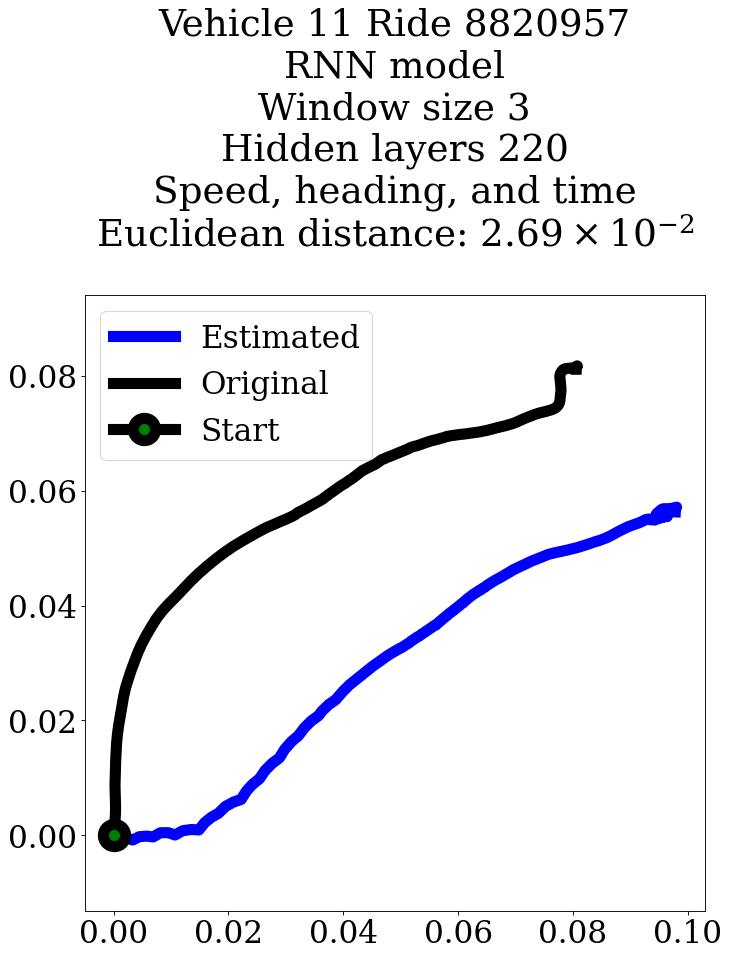 Vehicle 11 Ride 8820957
RNN model
Window size 3
Hidden layers 220
Speed, heading, and time
Euclidean distance: 2.69 × 10⁻²
Estimated
Original
Start
0.08
0.06
0.04
0.02
0.00
0.00 0.02 0.04 0.06 0.08 0.10